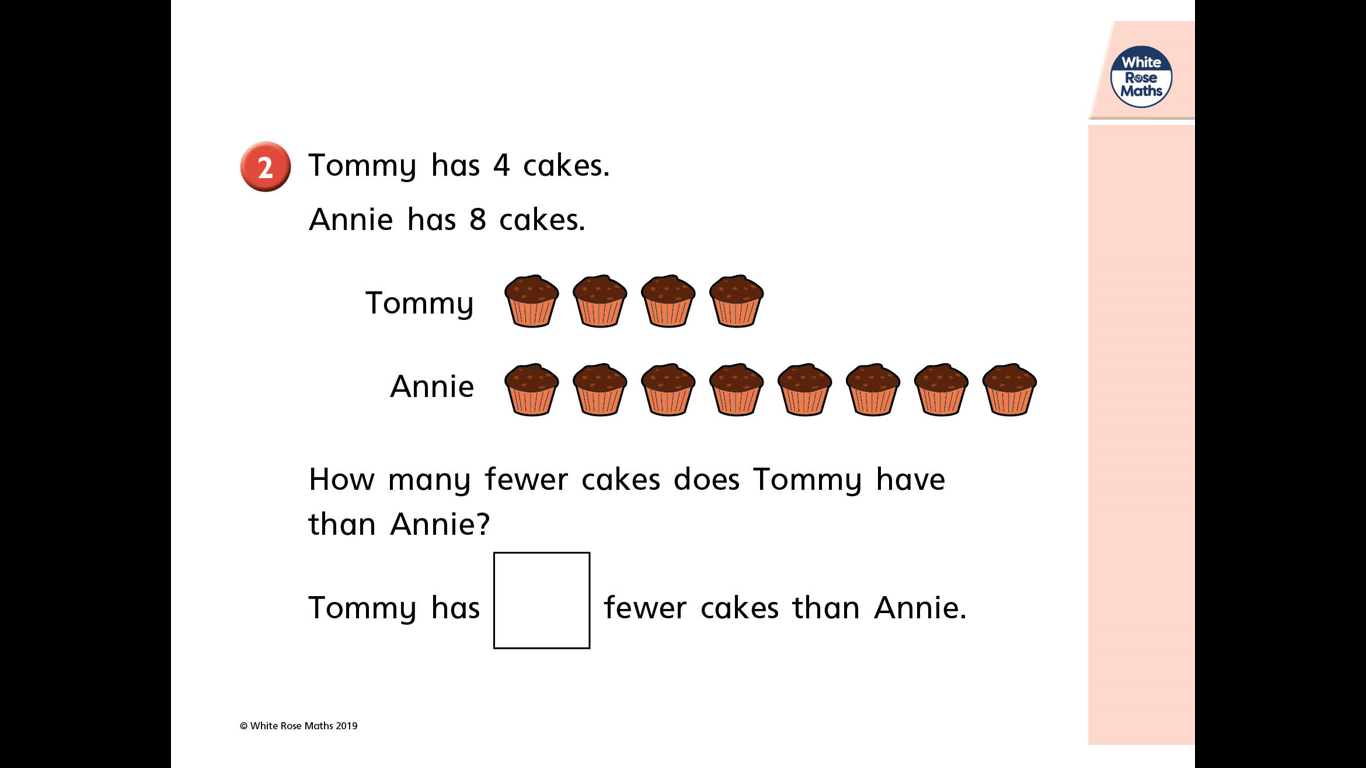 White
Rose
Maths
2 Tommy has 4 cakes.
Annie has 8 cakes.
Tommy
Annie
How many fewer cakes does Tommy have
than Annie?
Tommy has fewer cakes than Annie.
© White Rose Maths 2019